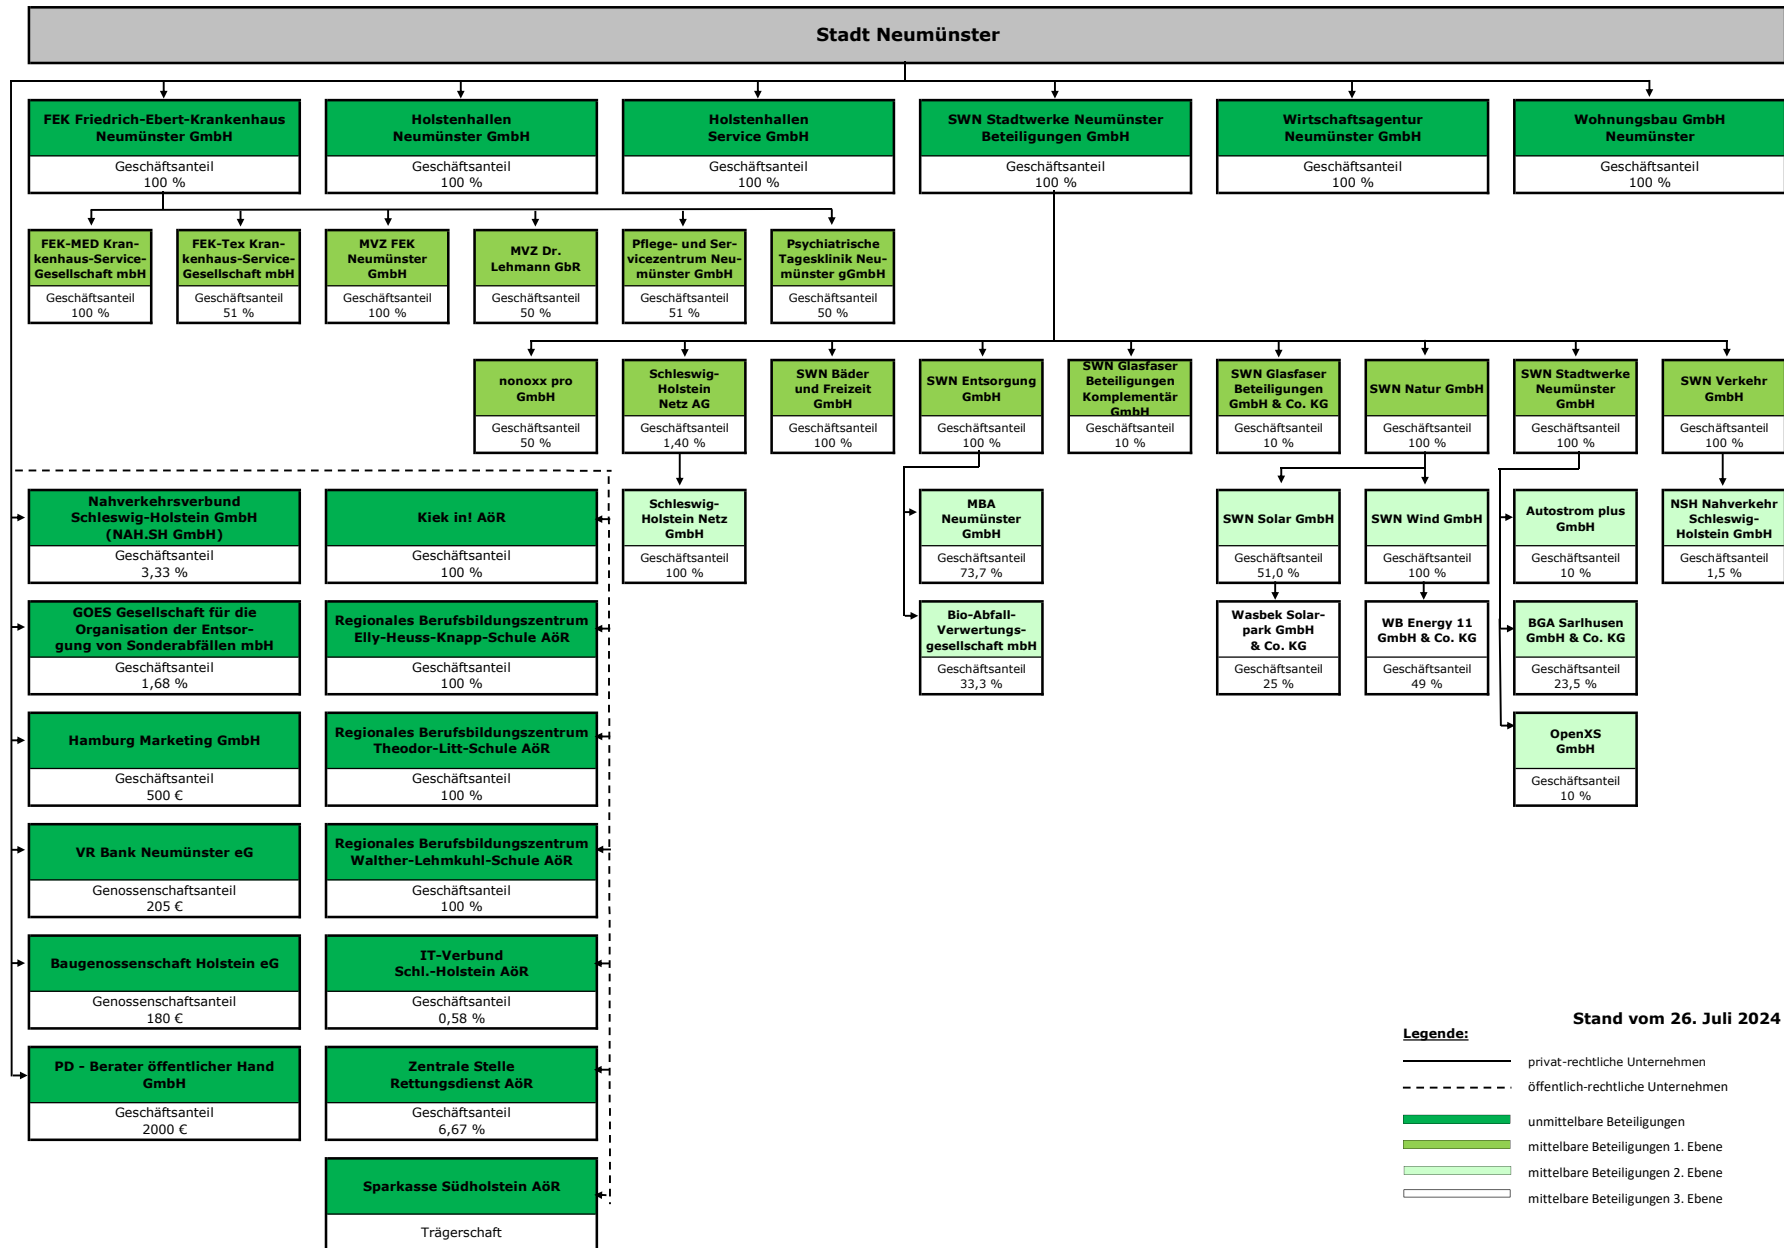 Stadt Neumünster
FEK Friedrich-Ebert-Krankenhaus
Neumünster GmbH
Geschäftsanteil
100 %
Holstenhallen
Neumünster GmbH
Geschäftsanteil
100 %
Holstenhallen
Service GmbH
Geschäftsanteil
100 %
SWN Stadtwerke Neumünster
Beteiligungen GmbH
Geschäftsanteil
100 %
Wirtschaftsagentur
Neumünster GmbH
Geschäftsanteil
100 %
Wohnungsbau GmbH
Neumünster
Geschäftsanteil
100 %
FEK-MED Kran-
kenhaus-Service-
Gesellschaft mbH
Geschäftsanteil
100 %
FEK-Tex Kran-
kenhaus-Service-
Gesellschaft mbH
Geschäftsanteil
51 %
MVZ FEK
Neumünster
GmbH
Geschäftsanteil
100 %
MVZ Dr.
Lehmann GbR
Geschäftsanteil
50 %
Pflege- und Ser-
vicezentrum Neu-
münster GmbH
Geschäftsanteil
51 %
Psychiatrische
Tagesklinik Neu-
münster gGmbH
Geschäftsanteil
50 %
nonoxx pro
GmbH
Geschäftsanteil
50 %
Schleswig-
Holstein
Netz AG
Geschäftsanteil
1,40 %
SWN Bäder
und Freizeit
GmbH
Geschäftsanteil
100 %
SWN Entsorgung
GmbH
Geschäftsanteil
100 %
SWN Glasfaser
Beteiligungen
Komplementär
GmbH
Geschäftsanteil
10 %
SWN Glasfaser
Beteiligungen
GmbH & Co. KG
Geschäftsanteil
10 %
SWN Natur GmbH
Geschäftsanteil
100 %
SWN Stadtwerke
Neumünster
GmbH
Geschäftsanteil
100 %
SWN Verkehr
GmbH
Geschäftsanteil
100 %
Nahverkehrsverbund
Schleswig-Holstein GmbH
(NAH.SH GmbH)
Geschäftsanteil
3,33 %
Kiek in! AöR
Geschäftsanteil
100 %
Schleswig-
Holstein Netz
GmbH
Geschäftsanteil
100 %
MBA
Neumünster
GmbH
Geschäftsanteil
73,7 %
SWN Solar GmbH
Geschäftsanteil
51,0 %
SWN Wind GmbH
Geschäftsanteil
100 %
Autostrom plus
GmbH
Geschäftsanteil
10 %
NSH Nahverkehr
Schleswig-
Holstein GmbH
Geschäftsanteil
1,5 %
GOES Gesellschaft für die
Organisation der Entsor-
gung von Sonderabfällen mbH
Geschäftsanteil
1,68 %
Regionales Berufsbildungszentrum
Elly-Heuss-Knapp-Schule AöR
Geschäftsanteil
100 %
Bio-Abfall-
Verwertungs-
gesellschaft mbH
Geschäftsanteil
33,3 %
Wasbek Solar-
park GmbH
& Co. KG
Geschäftsanteil
25 %
WB Energy 11
GmbH & Co. KG
Geschäftsanteil
49 %
BGA Sarlhusen
GmbH & Co. KG
Geschäftsanteil
23,5 %
Hamburg Marketing GmbH
Geschäftsanteil
500 €
Regionales Berufsbildungszentrum
Theodor-Litt-Schule AöR
Geschäftsanteil
100 %
OpenXS
GmbH
Geschäftsanteil
10 %
VR Bank Neumünster eG
Genossenschaftsanteil
205 €
Regionales Berufsbildungszentrum
Walther-Lehmkuhl-Schule AöR
Geschäftsanteil
100 %
Baugenossenschaft Holstein eG
Genossenschaftsanteil
180 €
IT-Verbund
Schl.-Holstein AöR
Geschäftsanteil
0,58 %
PD - Berater öffentlicher Hand
GmbH
Geschäftsanteil
2000 €
Zentrale Stelle
Rettungsdienst AöR
Geschäftsanteil
6,67 %
Sparkasse Südholstein AöR
Trägerschaft
Stand vom 26. Juli 2024
Legende:
privat-rechtliche Unternehmen
öffentlich-rechtliche Unternehmen
unmittelbare Beteiligungen
mittelbare Beteiligungen 1. Ebene
mittelbare Beteiligungen 2. Ebene
mittelbare Beteiligungen 3. Ebene